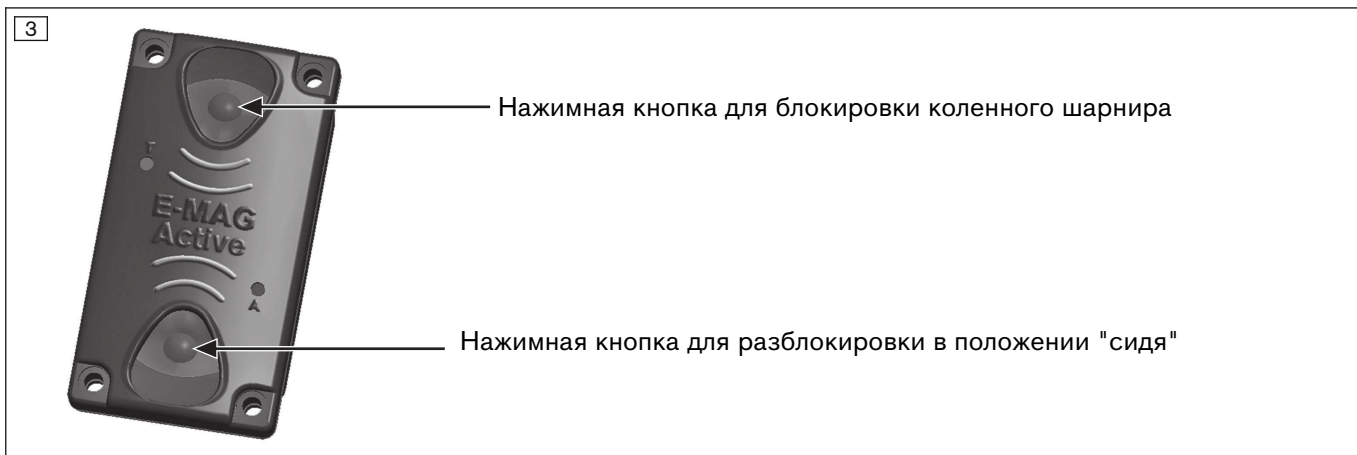 3
Нажимная кнопка для блокировки коленного шарнира
T
E-MAG
Active
A
Нажимная кнопка для разблокировки в положении "сидя"